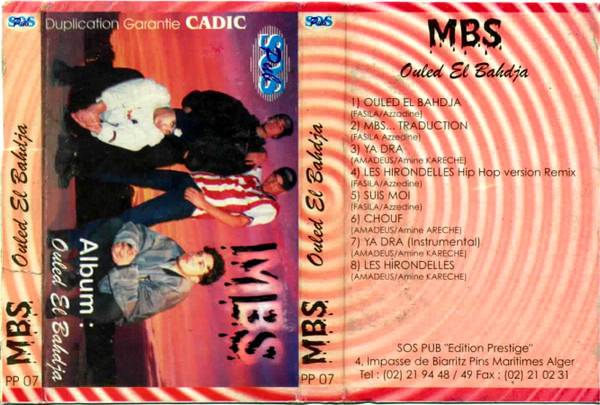 SOS
Pub
Duplication Garantie CADIC
SOS
Pub
MBS
Album :
Ouled El Bahdja
Ouled El Bahdja
M.B.S.
PP 07
SOS
Pub
Ouled El Bahdja
M.B.S.
PP 07
MBS
Ouled El Bahdja
1) OULED EL BAHDJA
(FASILA/Azzadine)
2) MBS... TRADUCTION
(FASILA Azzedine)
3) YA DRA
(AMADEUS/Amine KARECHE)
4) LES HIRONDELLES Hip Hop version Remix
(FASILA/Azzedine)
5) SUIS MOI
(FASILA/Azzedine)
6) CHOUF
(AMADEUS/Amine ARECHE)
7) YA DRA (Instrumental)
(AMADEUS/Amine KARECHE)
8) LES HIRONDELLES
(AMADEUS/Amine KARECHE)
SOS PUB "Edition Prestige"
4, Impasse de Biarritz Pins Maritimes Alger
Tel : (02) 21 94 48 / 49 Fax : (02) 21 02 31